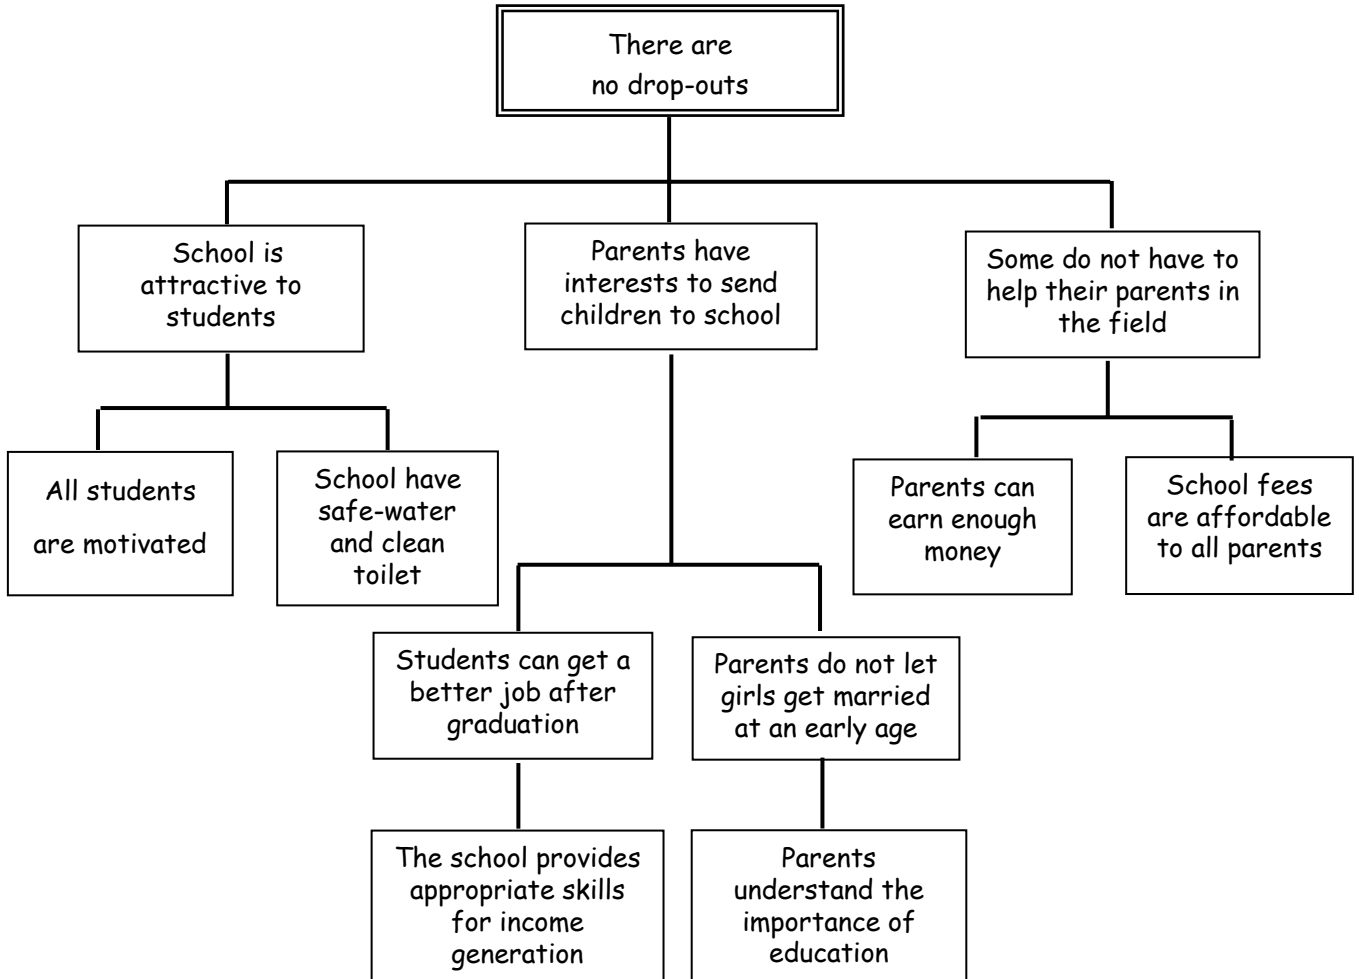 There are
no drop-outs
School is
attractive to
students
Parents have
interests to send
children to school
Some do not have to
help their parents in
the field
All students
are motivated
School have
safe-water
and clean
toilet
Parents can
earn enough
money
School fees
are affordable
to all parents
Students can get a
better job after
graduation
Parents do not let
girls get married
at an early age
The school provides
appropriate skills
for income
generation
Parents
understand the
importance of
education